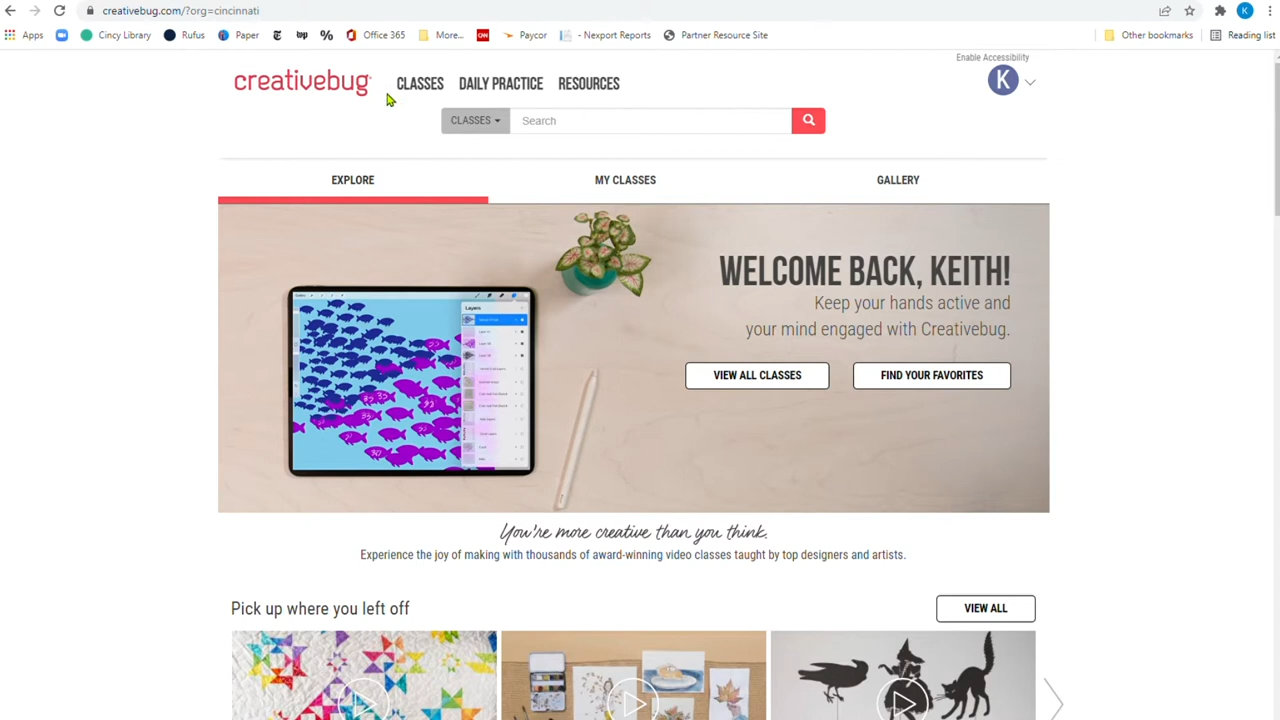 creativebug.com/?org=cincinnati
K
Apps
Cincy Library
Rufus
Paper
Office 365
More...
Paycor
- Nexport Reports
Partner Resource Site
Other bookmarks
Reading list
Enable Accessibility
creativebug
CLASSES
DAILY PRACTICE
RESOURCES
K
CLASSES
Search
EXPLORE
MY CLASSES
GALLERY
WELCOME BACK, KEITH!
Keep your hands active and
your mind engaged with Creativebug.
VIEW ALL CLASSES
FIND YOUR FAVORITES
Layers
You're more creative than you think.
Experience the joy of making with thousands of award-winning video classes taught by top designers and artists.
Pick up where you left off
VIEW ALL